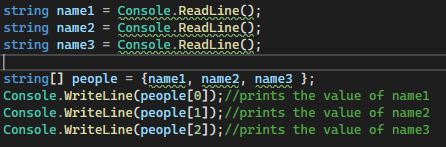 string name1 = Console.ReadLine();
string name2 = Console.ReadLine();
string name3 = Console.ReadLine();
string[] people = {name1, name2, name3 };
Console.WriteLine(people[0]);//prints the value of name1
Console.WriteLine(people[1]);//prints the value of name2
Console.WriteLine(people[2]);//prints the value of name3